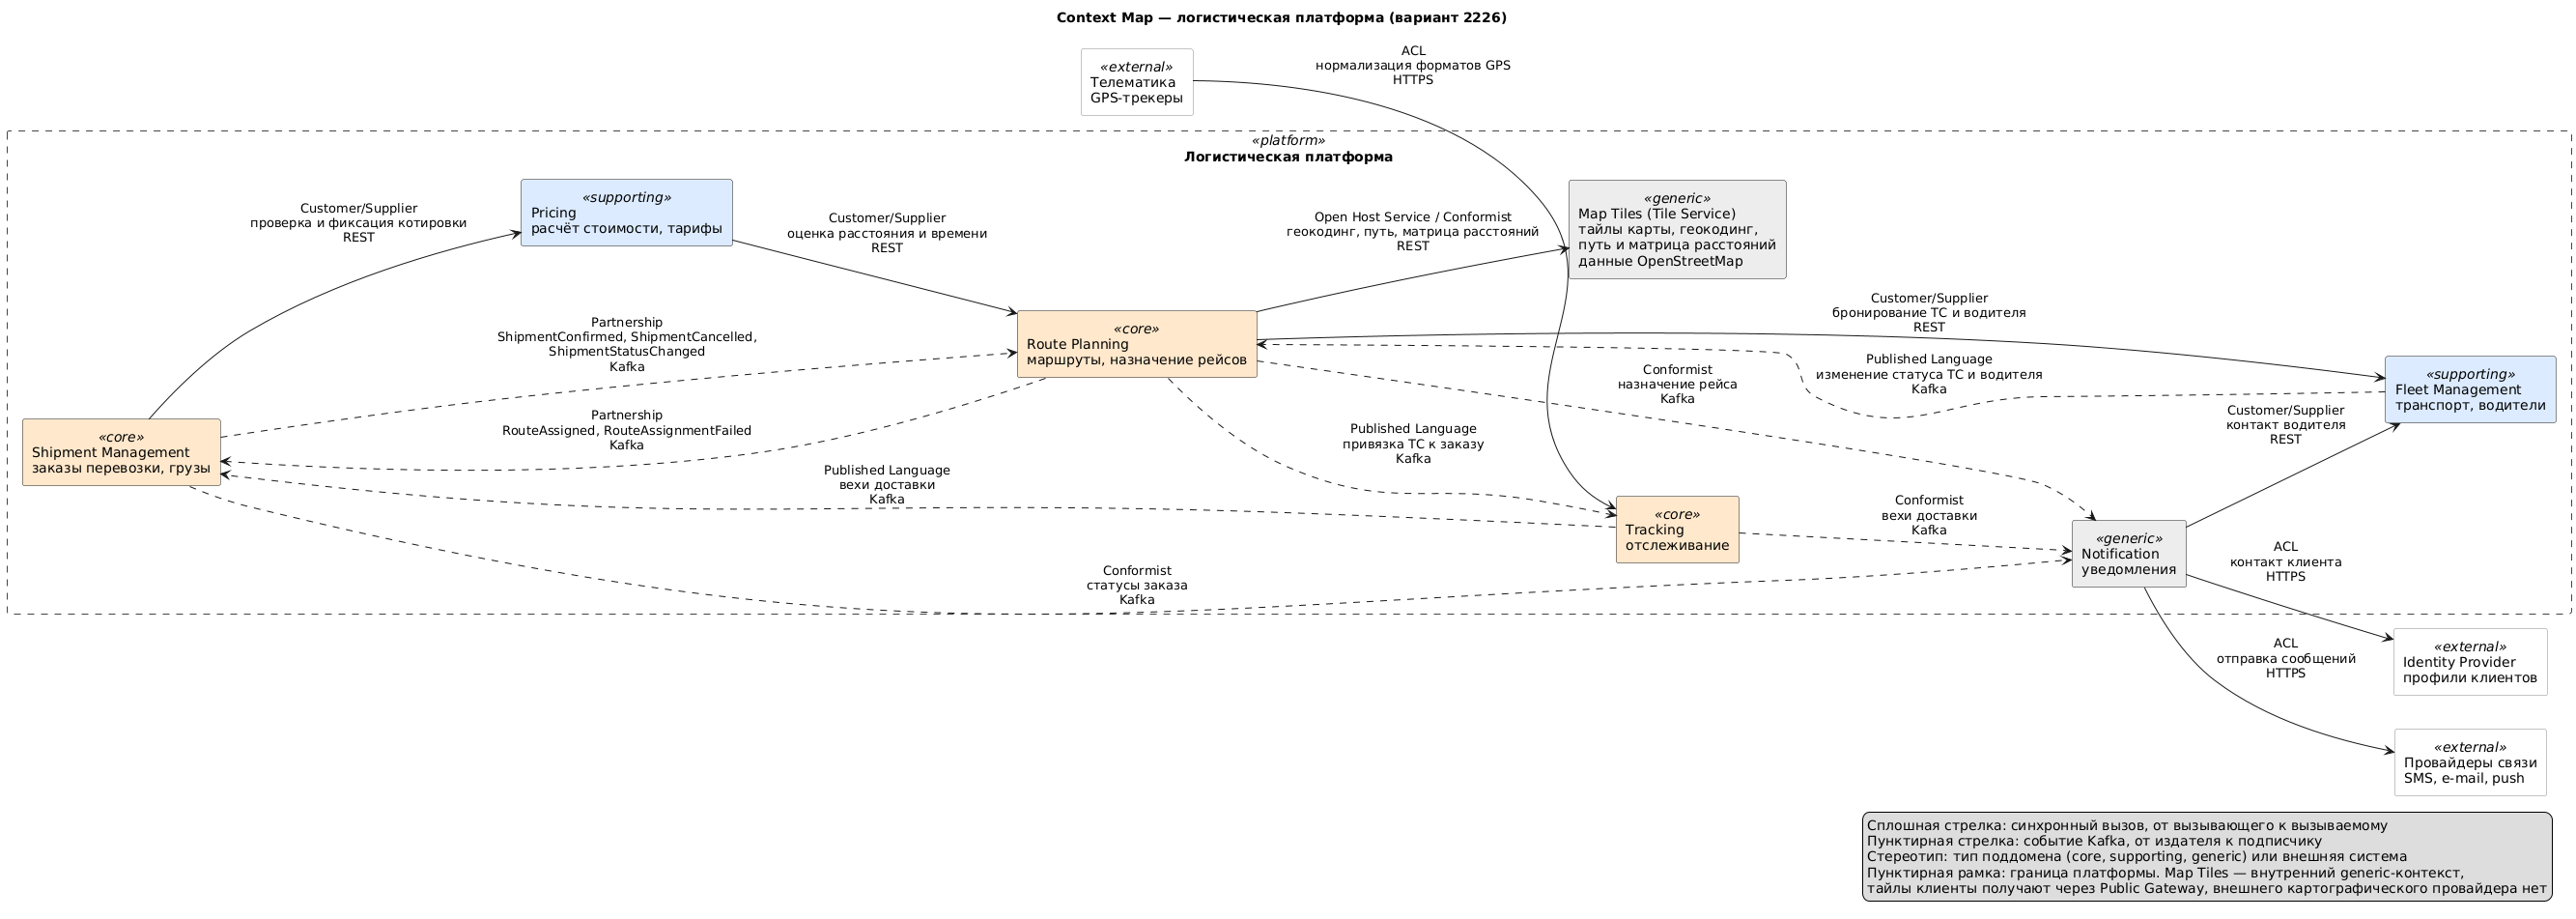 Context Map — логистическая платформа (вариант 2226)
«external»
Телематика
GPS-трекеры
ACL
нормализация форматов GPS
HTTPS
«platform»
Логистическая платформа
«supporting»
Pricing
расчёт стоимости, тарифы
Customer/Supplier
проверка и фиксация котировки
REST
Customer/Supplier
оценка расстояния и времени
REST
Open Host Service / Conformist
геокодинг, путь, матрица расстояний
REST
«generic»
Map Tiles (Tile Service)
тайлы карты, геокодинг,
путь и матрица расстояний
данные OpenStreetMap
Customer/Supplier
бронирование ТС и водителя
REST
Partnership
ShipmentConfirmed, ShipmentCancelled,
ShipmentStatusChanged
Kafka
«core»
Route Planning
маршруты, назначение рейсов
Conformist
назначение рейса
Kafka
Published Language
изменение статуса ТС и водителя
Kafka
«supporting»
Fleet Management
транспорт, водители
«core»
Shipment Management
заказы перевозки, грузы
Partnership
RouteAssigned, RouteAssignmentFailed
Kafka
Published Language
привязка ТС к заказу
Kafka
Customer/Supplier
контакт водителя
REST
Published Language
вехи доставки
Kafka
«core»
Tracking
отслеживание
Conformist
вехи доставки
Kafka
«generic»
Notification
уведомления
Conformist
статусы заказа
Kafka
ACL
контакт клиента
HTTPS
ACL
отправка сообщений
HTTPS
«external»
Identity Provider
профили клиентов
«external»
Провайдеры связи
SMS, e-mail, push
Сплошная стрелка: синхронный вызов, от вызывающего к вызываемому
Пунктирная стрелка: событие Kafka, от издателя к подписчику
Стереотип: тип поддомена (core, supporting, generic) или внешняя система
Пунктирная рамка: граница платформы. Map Tiles — внутренний generic-контекст,
тайлы клиенты получают через Public Gateway, внешнего картографического провайдера нет